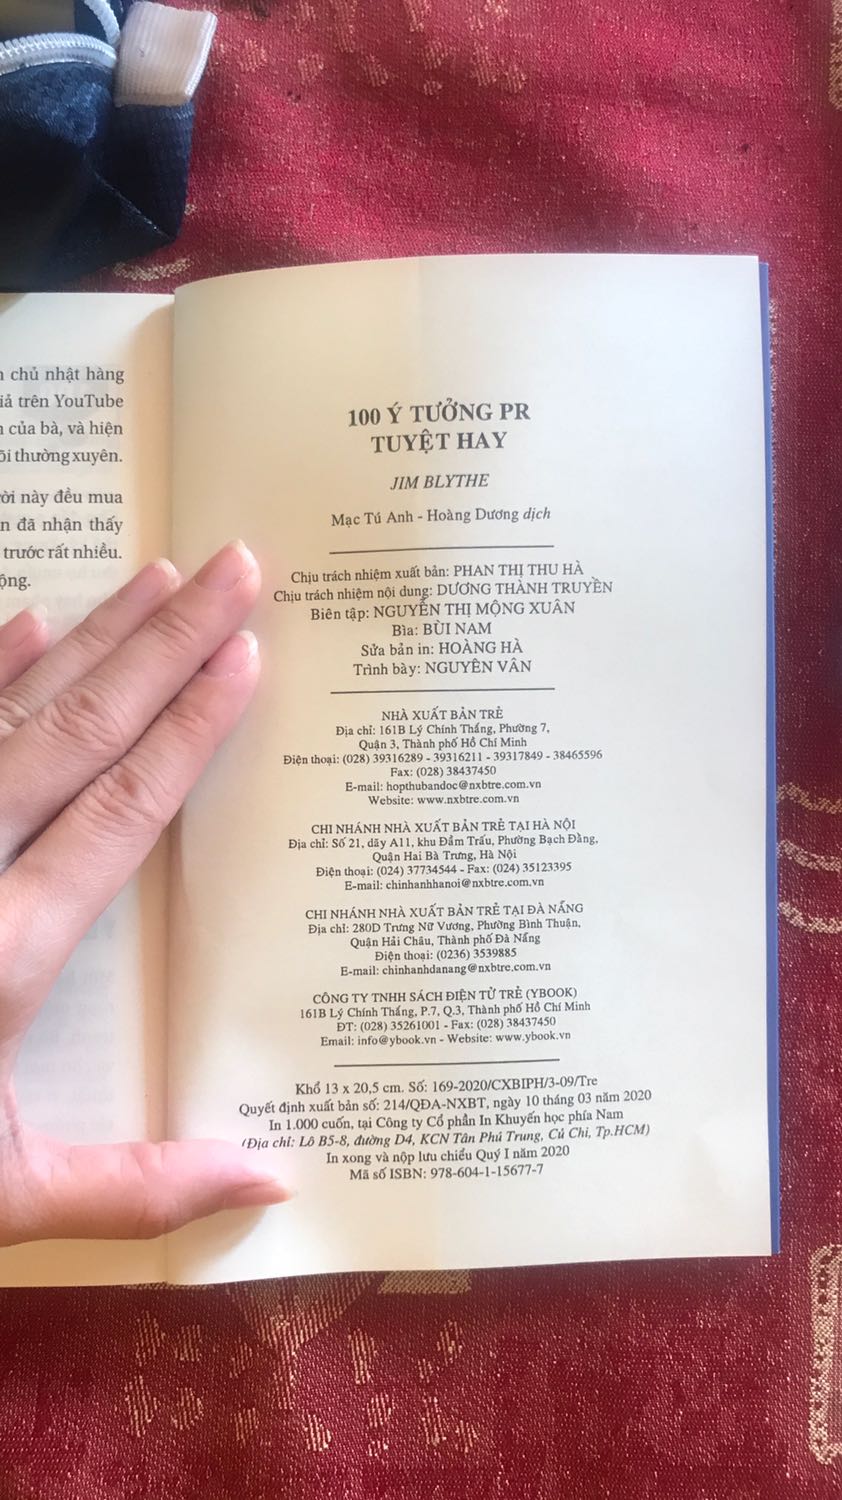 chủ nhật hàng
trên YouTube
của bà, và hiện
thường xuyên.
này đều mua
đã nhận thấy
trước rất nhiều.
100 Ý TƯỞNG PR
TUYỆT HAY
JIM BLYTHE
Mạc Tú Anh - Hoàng Dương dịch
Chịu trách nhiệm xuất bản: PHAN THỊ THU HÀ
Chịu trách nhiệm nội dung: DƯƠNG THÀNH TRUYỀN
Biên tập: NGUYỄN THỊ MỘNG XUÂN
Bìa: BÙI NAM
Sửa bản in: HOÀNG HÀ
Trình bày: NGUYÊN VÂN
NHÀ XUẤT BẢN TRẺ
Địa chỉ: 161B Lý Chính Thắng, Phường 7,
Quận 3, Thành phố Hồ Chí Minh
Điện thoại: (028) 39316289 - 39316211 - 39317849 - 38465596
Fax: (028) 38437450
E-mail: hopthubandoc@nxbtre.com.vn
Website: www.nxbtre.com.vn
CHI NHÁNH NHÀ XUẤT BẢN TRẺ TẠI HÀ NỘI
Địa chỉ: Số 21, dãy A11, khu Đầm Trấu, Phường Bạch Đằng,
Quận Hai Bà Trưng, Hà Nội
Điện thoại: (024) 37734544 - Fax: (024) 35123395
E-mail: chinhanhhanoi@nxbtre.com.vn
CHI NHÁNH NHÀ XUẤT BẢN TRẺ TẠI ĐÀ NẴNG
Địa chỉ: 280D Trưng Nữ Vương, Phường Bình Thuận,
Quận Hải Châu, Thành phố Đà Nẵng
Điện thoại: (0236) 3539885
E-mail: chinhanhdanang@nxbtre.com.vn
CÔNG TY TNHH SÁCH ĐIỆN TỬ TRẺ (YBOOK)
161B Lý Chính Thắng, P.7, Q.3, Thành phố Hồ Chí Minh
ĐT: (028) 35261001 - Fax: (028) 38437450
Email: info@ybook.vn - Website: www.ybook.vn
Khổ 13 x 20,5 cm. Số: 169-2020/CXBIPH/3-09/Tre
Quyết định xuất bản số: 214/QĐA-NXBT, ngày 10 tháng 03 năm 2020
In 1.000 cuốn, tại Công ty Cổ phần In Khuyến học phía Nam
(Địa chỉ: Lô B5-8, đường D4, KCN Tân Phú Trung, Củ Chi, Tp.HCM)
In xong và nộp lưu chiểu Quý I năm 2020
Mã số ISBN: 978-604-1-15677-7